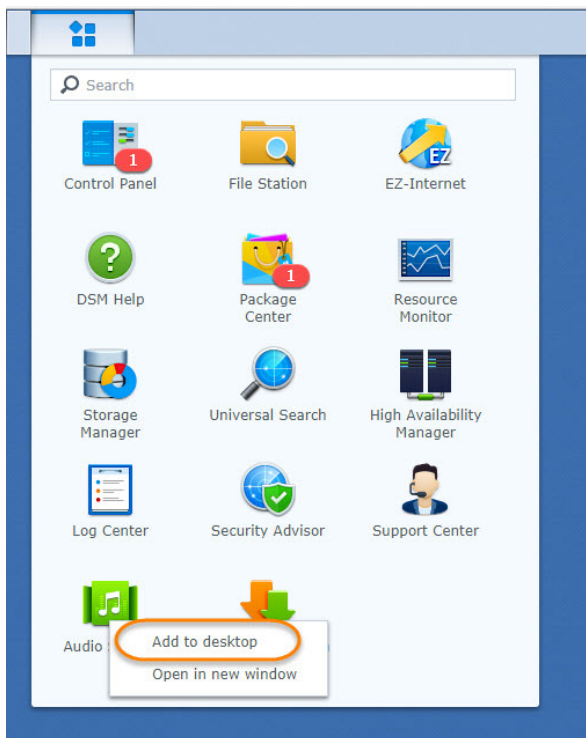 Search
1
EZ
Control Panel
File Station
EZ-Internet
?
1
DSM Help
Package
Center
Resource
Monitor
Storage
Manager
Universal Search
High Availability
Manager
Log Center
Security Advisor
Support Center
Audio
Add to desktop
Open in new window